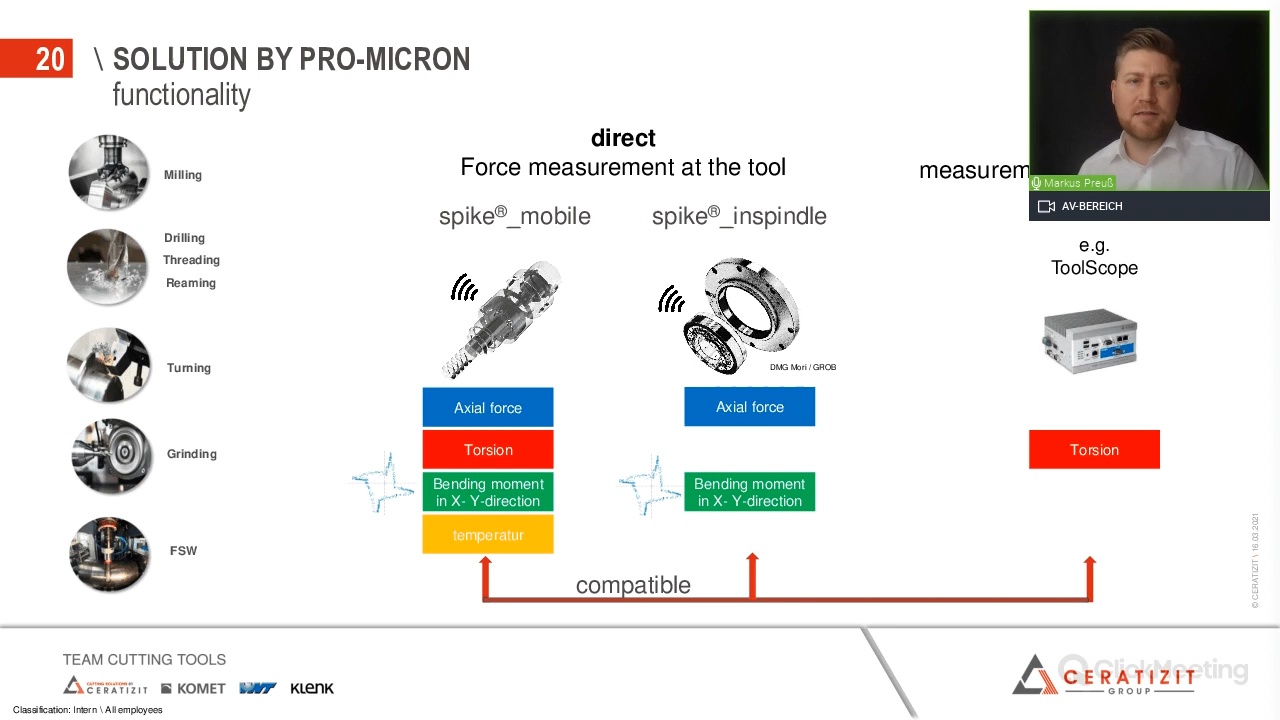 20 \ SOLUTION BY PRO-MICRON
functionality
Milling
Drilling
Threading
Reaming
Turning
Grinding
FSW
direct
Force measurement at the tool
spike®_mobile
spike®_inspindle
DMG Mori / GROB
Axial force
Torsion
Bending moment
in X- Y-direction
temperatur
Axial force
Bending moment
in X- Y-direction
measurem
Markus Preuß
AV-BEREICH
e.g.
ToolScope
Torsion
compatible
© CERATIZIT \ 16.03.2021
TEAM CUTTING TOOLS
CUTTING SOLUTIONS BY
CERATIZIT
KOMET
WNT
KLENK
ClickMeeting
CERATIZIT
GROUP
Classification: Intern \ All employees